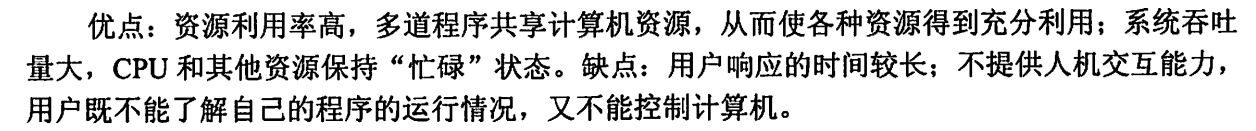 优点：资源利用率高，多道程序共享计算机资源，从而使各种资源得到充分利用；系统吞吐
量大，CPU 和其他资源保持“忙碌”状态。缺点：用户响应的时间较长；不提供人机交互能力，
用户既不能了解自己的程序的运行情况，又不能控制计算机。